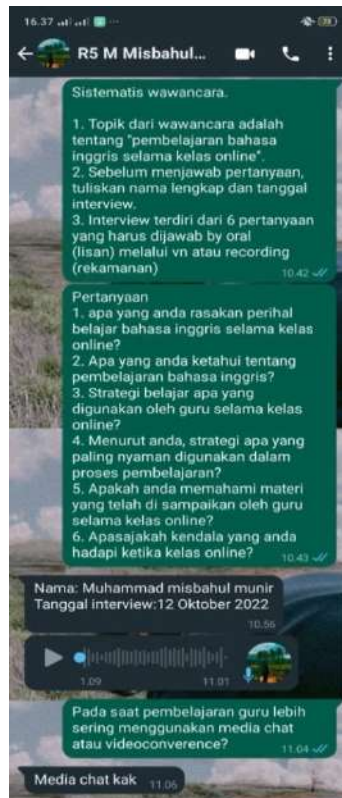 16.37
39
R5 M Misbahul...
Sistematis wawancara.
1. Topik dari wawancara adalah
tentang "pembelajaran bahasa
inggris selama kelas online".
2. Sebelum menjawab pertanyaan,
tuliskan nama lengkap dan tanggal
interview.
3. Interview terdiri dari 6 pertanyaan
yang harus dijawab by oral
(lisan) melalui vn atau recording
(rekamanan)
10.42
Pertanyaan
1. apa yang anda rasakan perihal
belajar bahasa inggris selama kelas
online?
2. Apa yang anda ketahui tentang
pembelajaran bahasa inggris?
3. Strategi belajar apa yang
digunakan oleh guru selama kelas
online?
4. Menurut anda, strategi apa yang
paling nyaman digunakan dalam
proses pembelajaran?
5. Apakah anda memahami materi
yang telah di sampaikan oleh guru
selama kelas online?
6. Apasajakah kendala yang anda
hadapi ketika kelas online?
10.43
Nama: Muhammad misbahul munir
Tanggal interview:12 Oktober 2022
10.56
1.09
11.01
Pada saat pembelajaran guru lebih
sering menggunakan media chat
atau videoconverence?
11.04
Media chat kak
11.06